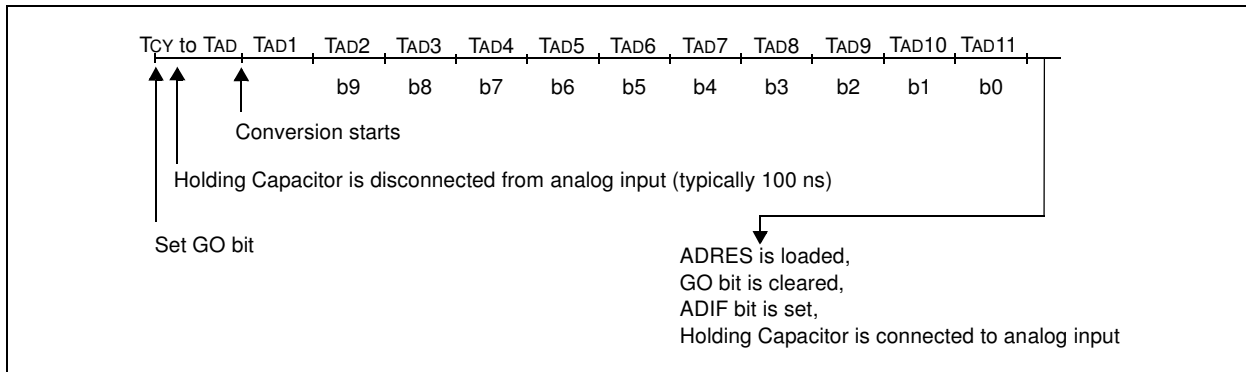 TCY to TAD TAD1 TAD2 TAD3 TAD4 TAD5 TAD6 TAD7 TAD8 TAD9 TAD10 TAD11
b9 b8 b7 b6 b5 b4 b3 b2 b1 b0
Conversion starts
Holding Capacitor is disconnected from analog input (typically 100 ns)
Set GO bit
ADRES is loaded,
GO bit is cleared,
ADIF bit is set,
Holding Capacitor is connected to analog input